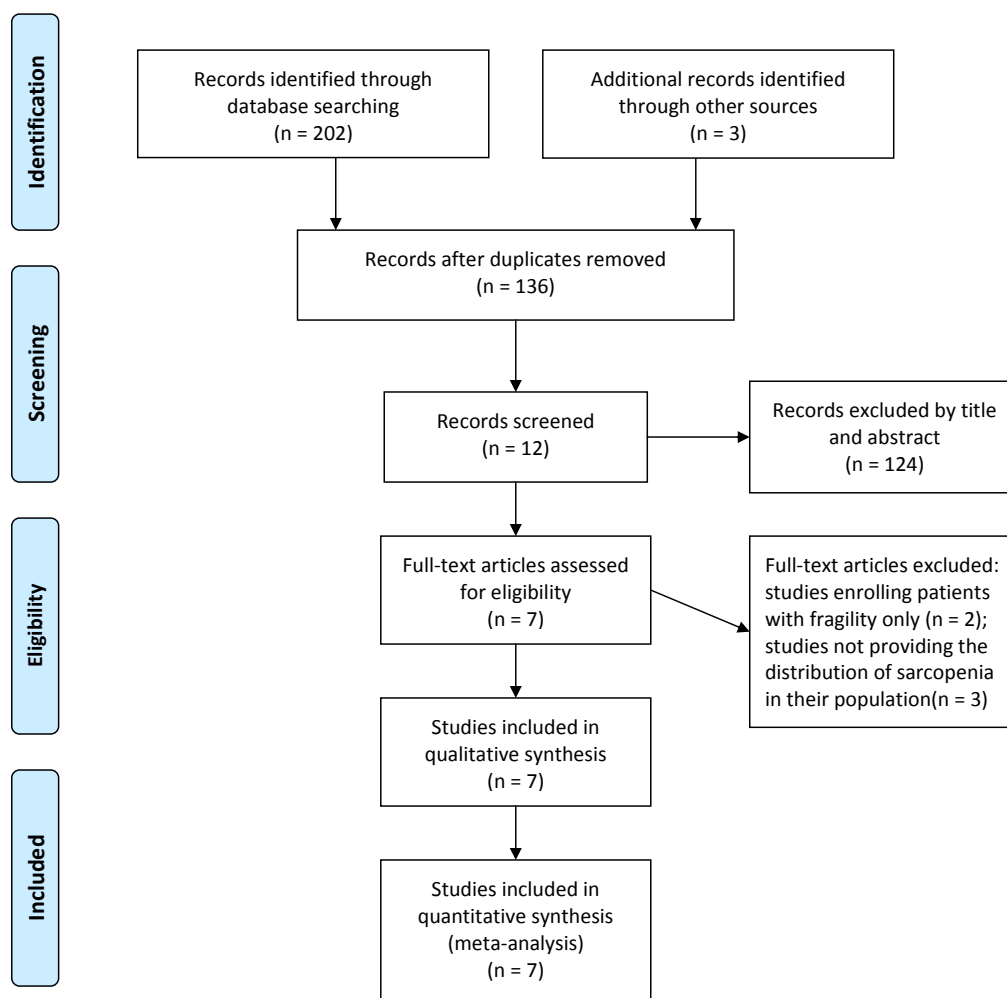 Identification
Records identified through
database searching
(n = 202)
Additional records identified
through other sources
(n = 3)
Records after duplicates removed
(n = 136)
Screening
Records screened
(n = 12)
Records excluded by title
and abstract
(n = 124)
Eligibility
Full-text articles assessed
for eligibility
(n = 7)
Full-text articles excluded:
studies enrolling patients
with fragility only (n = 2);
studies not providing the
distribution of sarcopenia
in their population(n = 3)
Studies included in
qualitative synthesis
(n = 7)
Included
Studies included in
quantitative synthesis
(meta-analysis)
(n = 7)